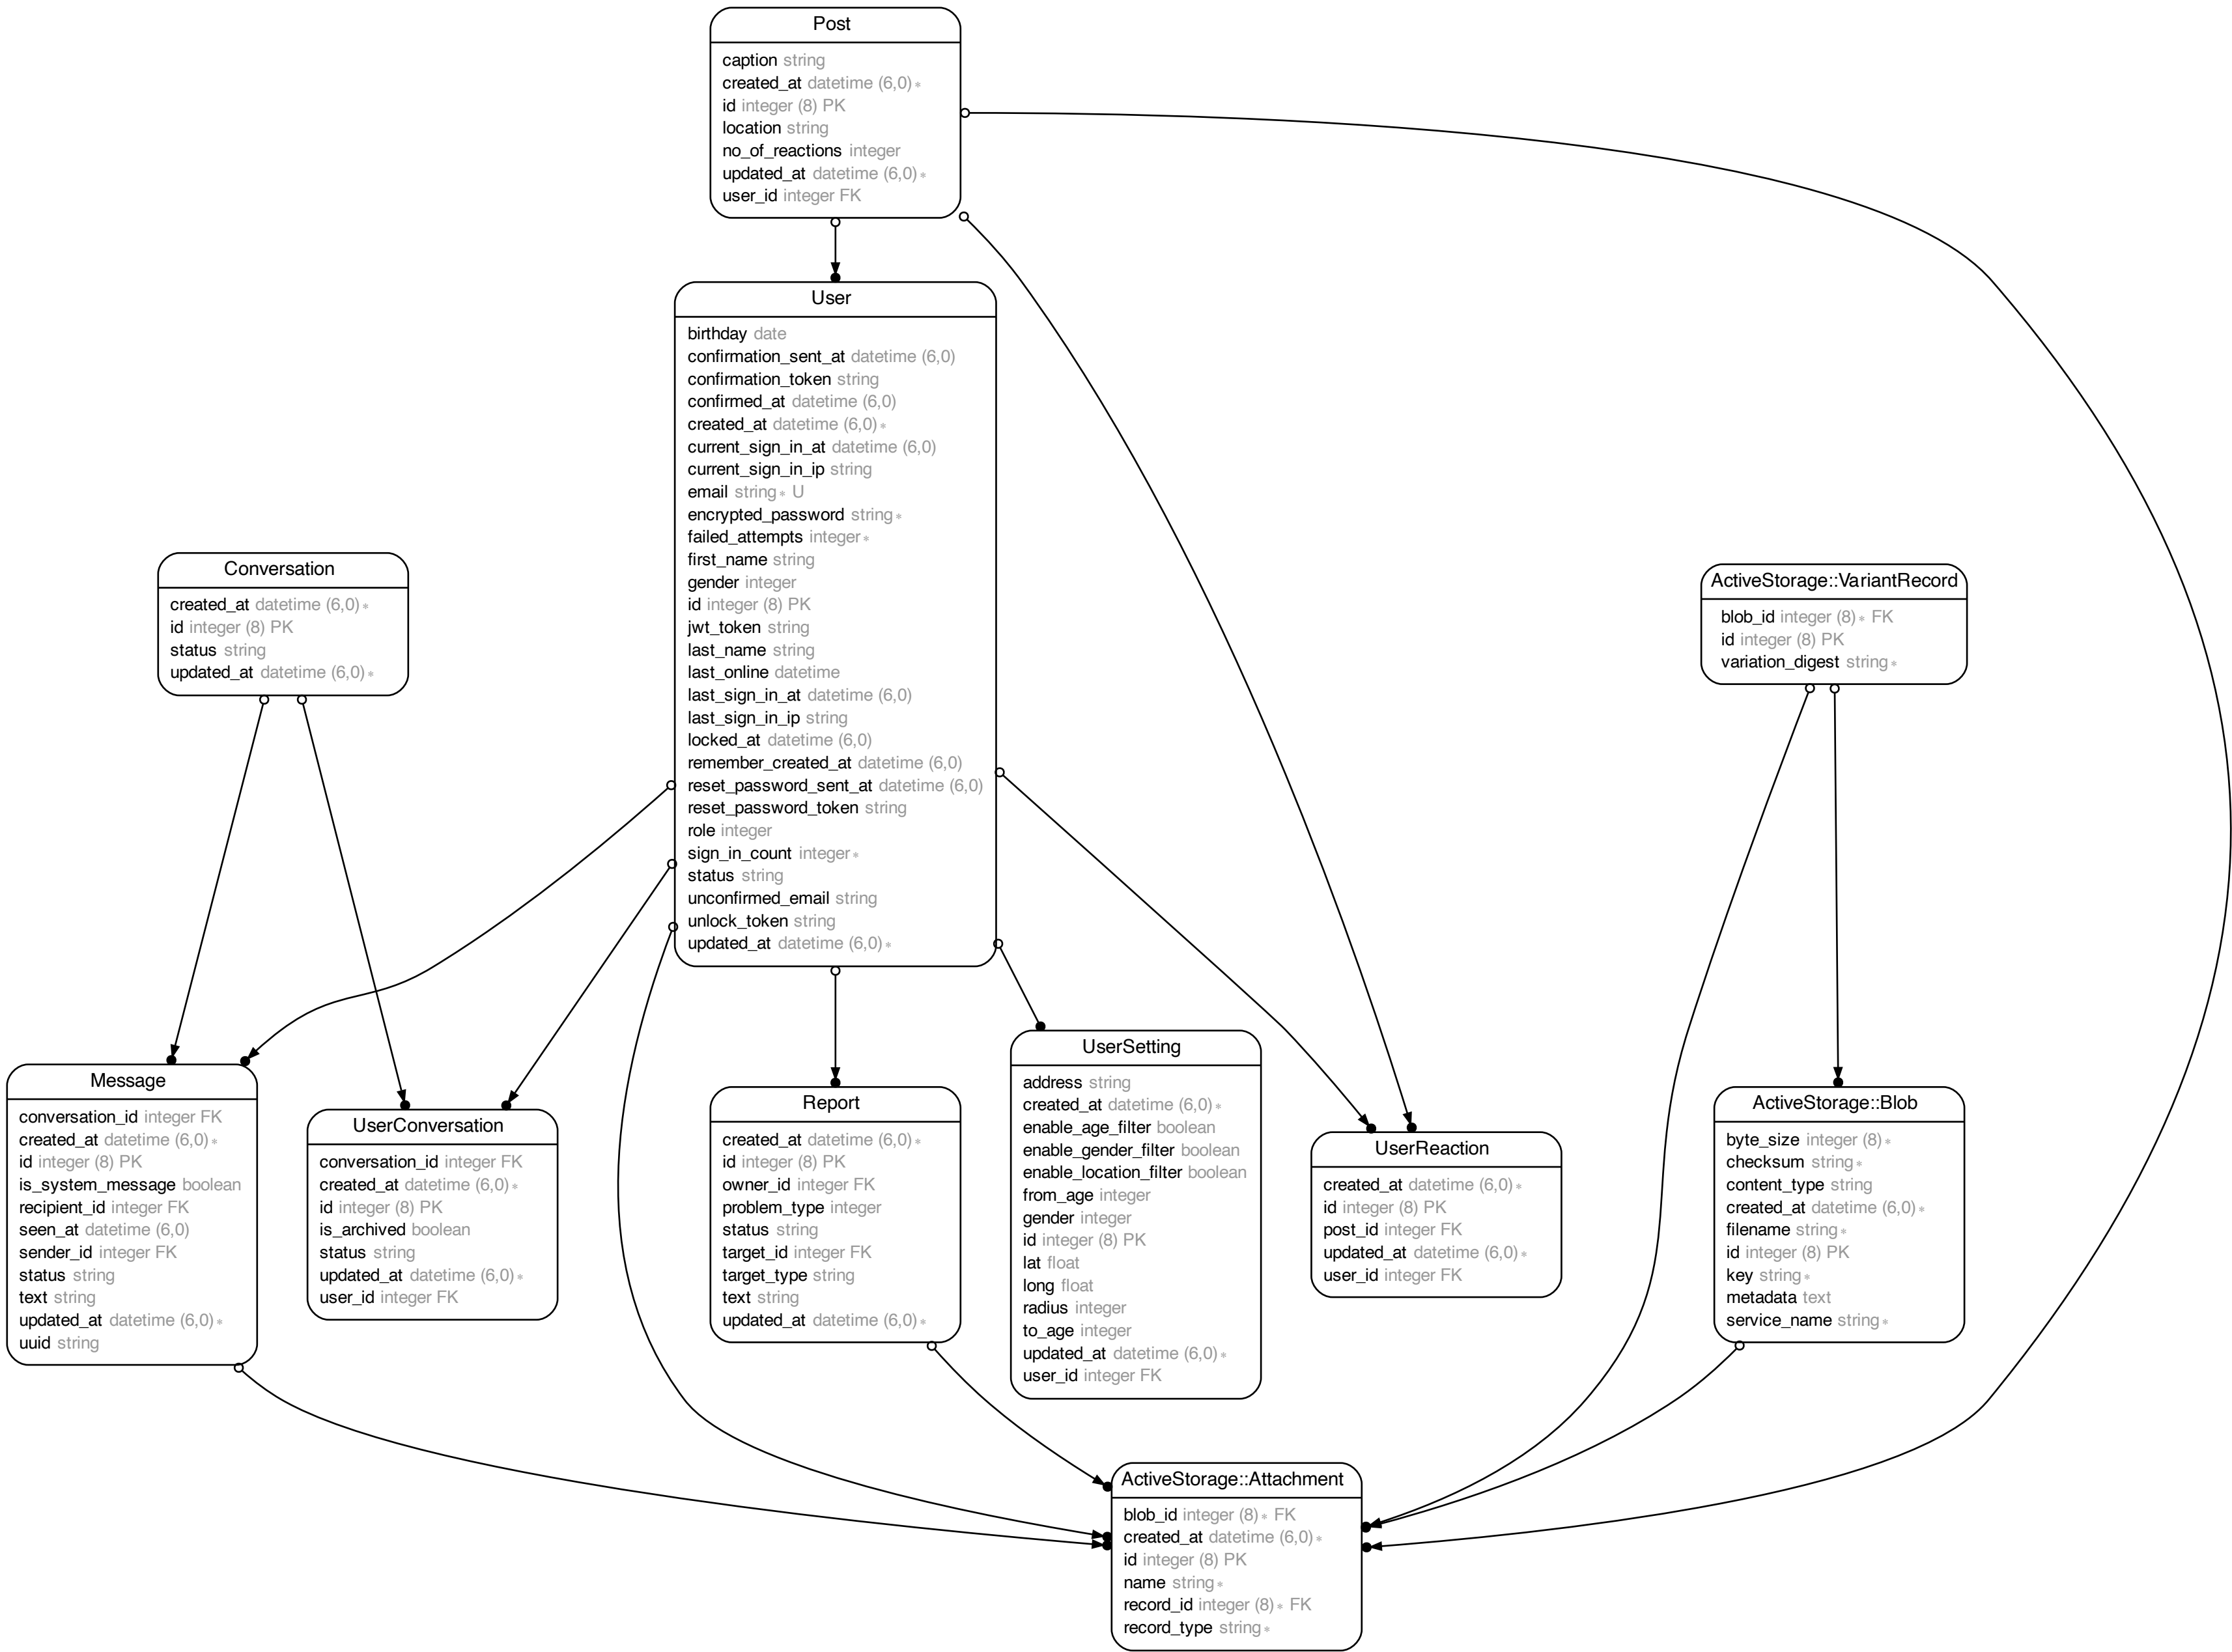 Post
caption string
created_at datetime (6,0) *
id integer (8) PK
location string
no_of_reactions integer
updated_at datetime (6,0) *
user_id integer FK
User
birthday date
confirmation_sent_at datetime (6,0)
confirmation_token string
confirmed_at datetime (6,0)
created_at datetime (6,0) *
current_sign_in_at datetime (6,0)
current_sign_in_ip string
email string * U
encrypted_password string *
failed_attempts integer *
first_name string
gender integer
id integer (8) PK
jwt_token string
last_name string
last_online datetime
last_sign_in_at datetime (6,0)
last_sign_in_ip string
locked_at datetime (6,0)
remember_created_at datetime (6,0)
reset_password_sent_at datetime (6,0)
reset_password_token string
role integer
sign_in_count integer *
status string
unconfirmed_email string
unlock_token string
updated_at datetime (6,0) *
Conversation
created_at datetime (6,0) *
id integer (8) PK
status string
updated_at datetime (6,0) *
ActiveStorage::VariantRecord
blob_id integer (8) * FK
id integer (8) PK
variation_digest string *
Message
conversation_id integer FK
created_at datetime (6,0) *
id integer (8) PK
is_system_message boolean
recipient_id integer FK
seen_at datetime (6,0)
sender_id integer FK
status string
text string
updated_at datetime (6,0) *
uuid string
UserConversation
conversation_id integer FK
created_at datetime (6,0) *
id integer (8) PK
is_archived boolean
status string
updated_at datetime (6,0) *
user_id integer FK
Report
created_at datetime (6,0) *
id integer (8) PK
owner_id integer FK
problem_type integer
status string
target_id integer FK
target_type string
text string
updated_at datetime (6,0) *
UserSetting
address string
created_at datetime (6,0) *
enable_age_filter boolean
enable_gender_filter boolean
enable_location_filter boolean
from_age integer
gender integer
id integer (8) PK
lat float
long float
radius integer
to_age integer
updated_at datetime (6,0) *
user_id integer FK
UserReaction
created_at datetime (6,0) *
id integer (8) PK
post_id integer FK
updated_at datetime (6,0) *
user_id integer FK
ActiveStorage::Blob
byte_size integer (8) *
checksum string *
content_type string
created_at datetime (6,0) *
filename string *
id integer (8) PK
key string *
metadata text
service_name string *
ActiveStorage::Attachment
blob_id integer (8) * FK
created_at datetime (6,0) *
id integer (8) PK
name string *
record_id integer (8) * FK
record_type string *